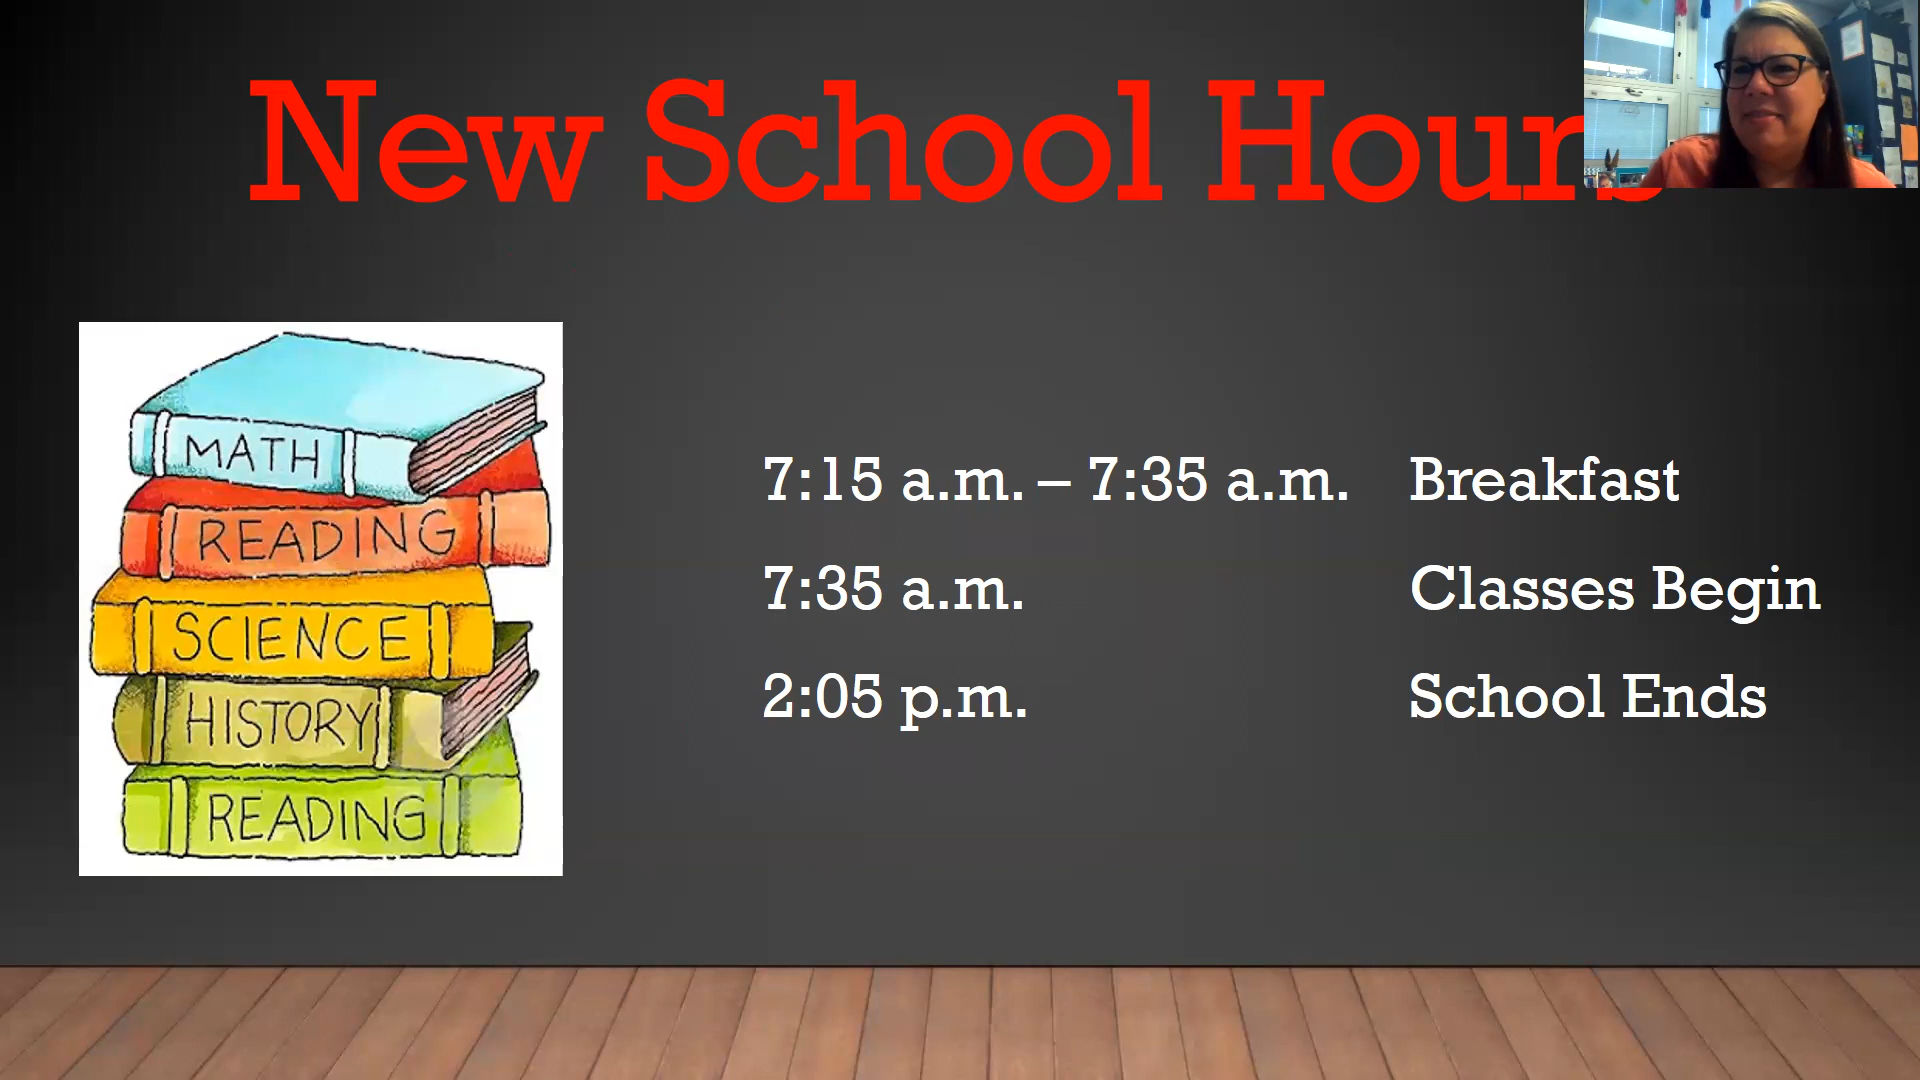 New School Hours
MATH
READING
SCIENCE
HISTORY
READING
7:15 a.m. – 7:35 a.m. Breakfast
7:35 a.m. Classes Begin
2:05 p.m. School Ends